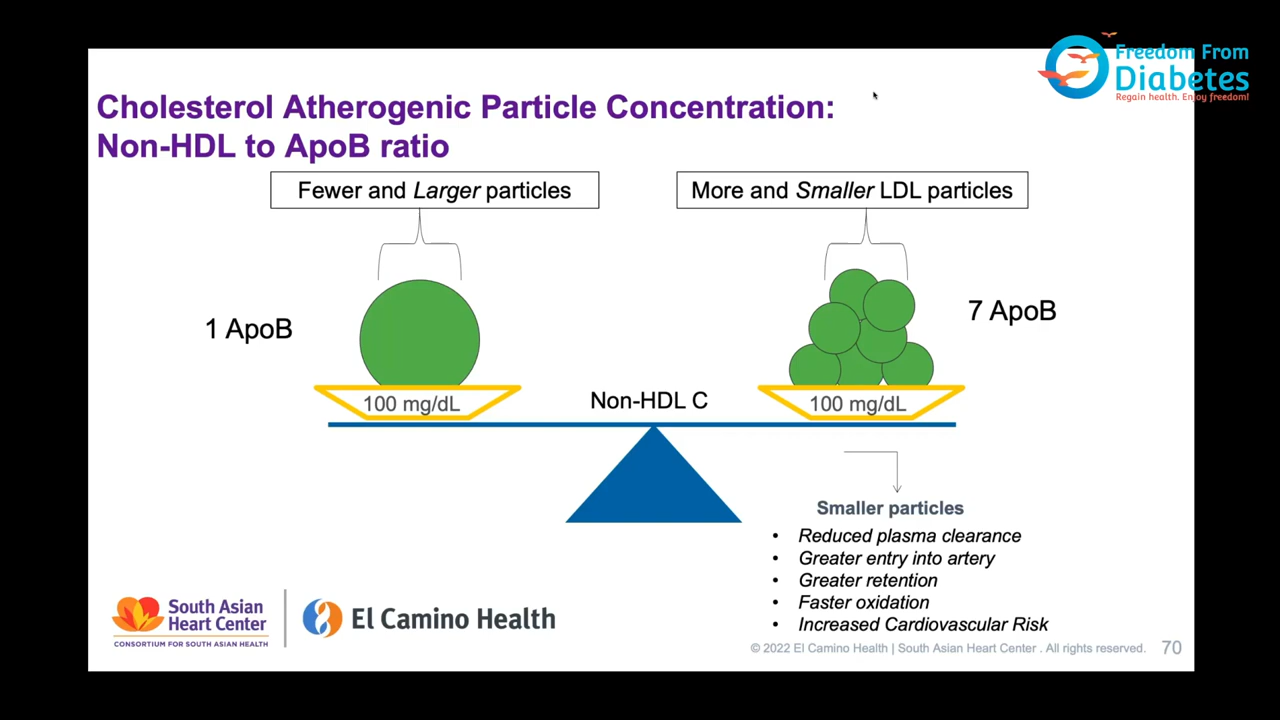 Freedom From
Diabetes
Regain health. Enjoy freedom!
Cholesterol Atherogenic Particle Concentration:
Non-HDL to ApoB ratio
Fewer and Larger particles
More and Smaller LDL particles
1 ApoB
7 ApoB
100 mg/dL
Non-HDL C
100 mg/dL
Smaller particles
• Reduced plasma clearance
• Greater entry into artery
• Greater retention
• Faster oxidation
• Increased Cardiovascular Risk
South Asian
Heart Center
CONSORTIUM FOR SOUTH ASIAN HEALTH
El Camino Health
© 2022 El Camino Health | South Asian Heart Center . All rights reserved.
70